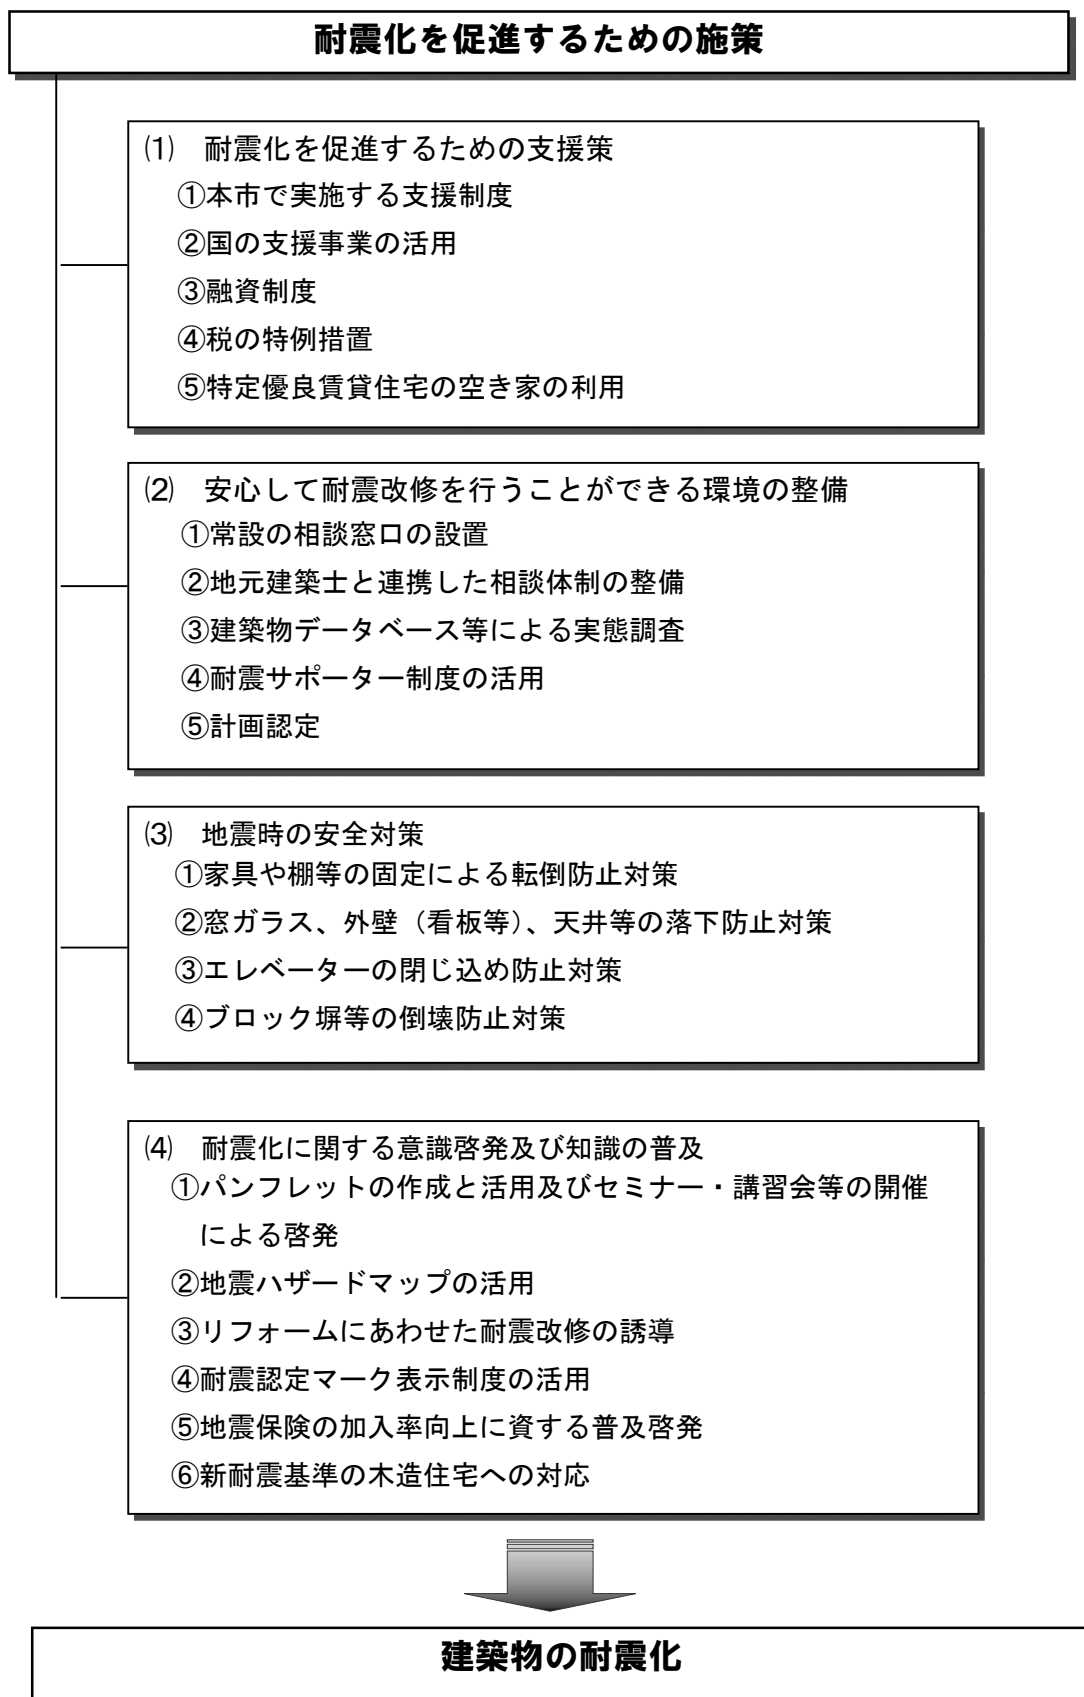 耐震化を促進するための施策
⑴　耐震化を促進するための支援策
①本市で実施する支援制度
②国の支援事業の活用
③融資制度
④税の特例措置
⑤特定優良賃貸住宅の空き家の利用
⑵　安心して耐震改修を行うことができる環境の整備
①常設の相談窓口の設置
②地元建築士と連携した相談体制の整備
③建築物データベース等による実態調査
④耐震サポーター制度の活用
⑤計画認定
⑶　地震時の安全対策
①家具や棚等の固定による転倒防止対策
②窓ガラス、外壁（看板等）、天井等の落下防止対策
③エレベーターの閉じ込め防止対策
④ブロック塀等の倒壊防止対策
⑷　耐震化に関する意識啓発及び知識の普及
①パンフレットの作成と活用及びセミナー・講習会等の開催
による啓発
②地震ハザードマップの活用
③リフォームにあわせた耐震改修の誘導
④耐震認定マーク表示制度の活用
⑤地震保険の加入率向上に資する普及啓発
⑥新耐震基準の木造住宅への対応
建築物の耐震化